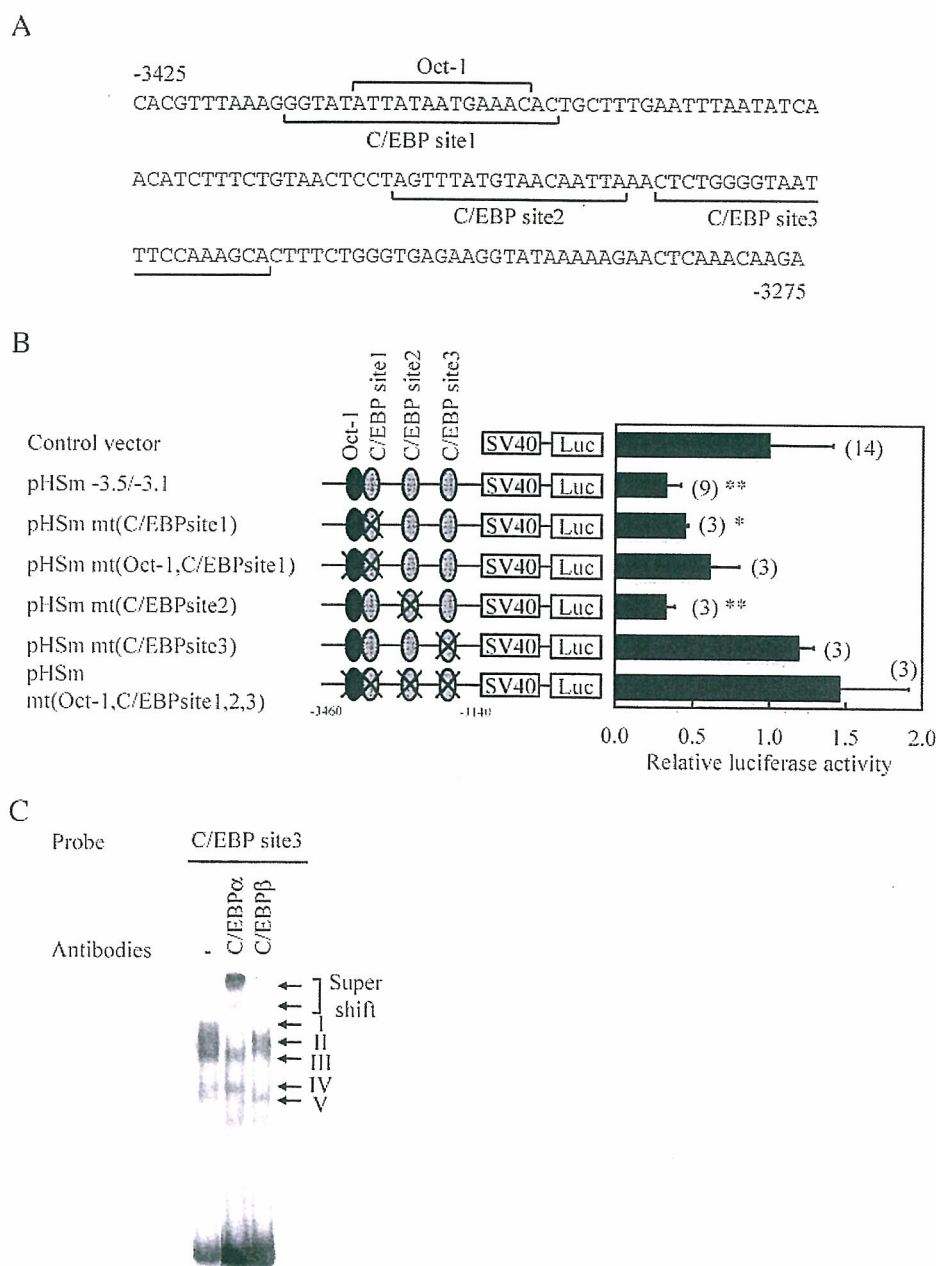 A
Oct-1
-3425
CACGTTTAAAGGGTATATTATAATGAAACACTGCTTTGAATTTAATATCA
C/EBP site1
ACATCTTTCTGTAACTCCTAGTTTATGTAACAATTAAACTCTGGGGTAAT
C/EBP site2 C/EBP site3
TTCCAAAGCACTTTCTGGGTGAGAAGGTATAAAAAGAACTCAAACAAGA
-3275
B
Oct-1 C/EBP site1 C/EBP site2 C/EBP site3
Control vector SV40 Luc (14)
pHSm -3.5/-3.1 SV40 Luc (9) **
pHSm mt(C/EBPsite1) SV40 Luc (3) *
pHSm mt(Oct-1,C/EBPsite1) SV40 Luc (3)
pHSm mt(C/EBPsite2) SV40 Luc (3) **
pHSm mt(C/EBPsite3) SV40 Luc (3)
pHSm
mt(Oct-1,C/EBPsite1,2,3) SV40 Luc (3)
-3460 -1140
0.0 0.5 1.0 1.5 2.0
Relative luciferase activity
C
Probe C/EBP site3
Antibodies - C/EBPα C/EBPβ
Super
shift
I
II
III
IV
V